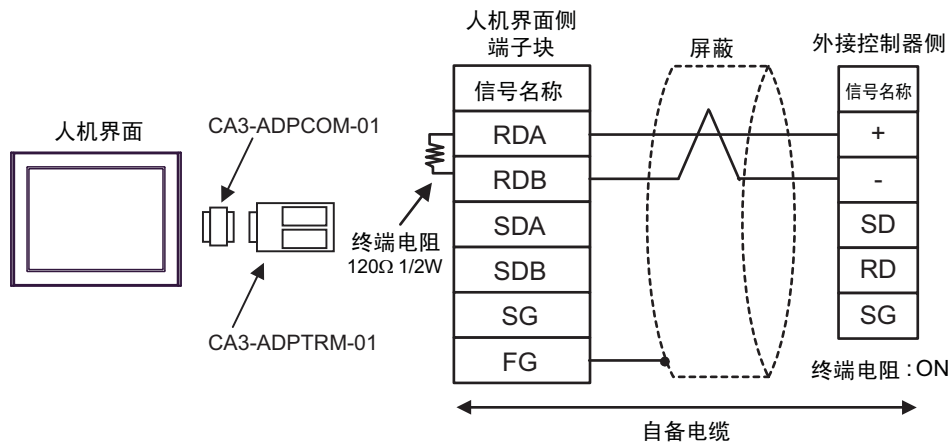 人机界面
CA3-ADPCOM-01
CA3-ADPTRM-01
终端电阻
120Ω 1/2W
人机界面侧
端子块
信号名称
RDA
RDB
SDA
SDB
SG
FG
屏蔽
外接控制器侧
信号名称
+
-
SD
RD
SG
终端电阻 : ON
自备电缆